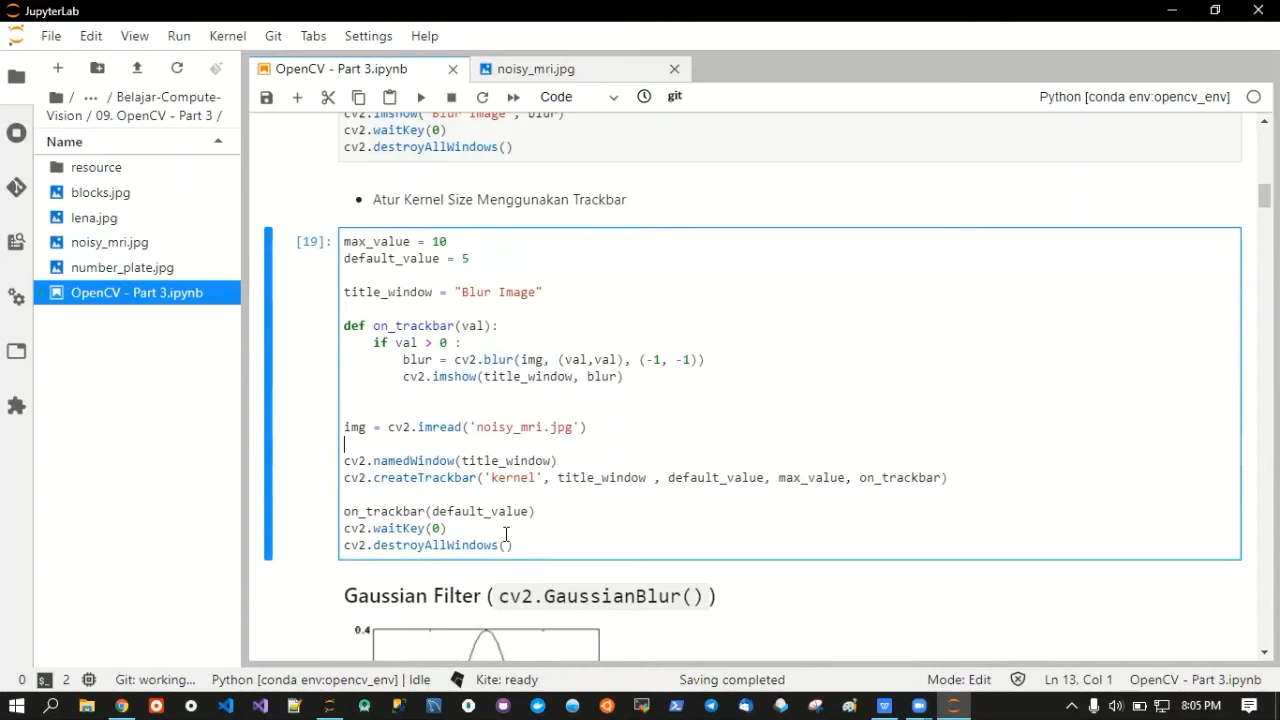 JupyterLab
File Edit View Run Kernel Git Tabs Settings Help
OpenCV - Part 3.ipynb
noisy_mri.jpg
/ ··· / Belajar-Compute-
Vision / 09. OpenCV - Part 3 /
Code
git
Python [conda env:opencv_env]
Name
resource
blocks.jpg
lena.jpg
noisy_mri.jpg
number_plate.jpg
OpenCV - Part 3.ipynb
cv2.imshow("Blur Image", blur)
cv2.waitKey(0)
cv2.destroyAllWindows()
• Atur Kernel Size Menggunakan Trackbar
[19]:
max_value = 10
default_value = 5
title_window = "Blur Image"
def on_trackbar(val):
if val > 0 :
blur = cv2.blur(img, (val,val), (-1, -1))
cv2.imshow(title_window, blur)
img = cv2.imread('noisy_mri.jpg')
cv2.namedWindow(title_window)
cv2.createTrackbar('kernel', title_window , default_value, max_value, on_trackbar)
on_trackbar(default_value)
cv2.waitKey(0)
cv2.destroyAllWindows()
Gaussian Filter ( cv2.GaussianBlur() )
0.4
0 2 Git: working... Python [conda env:opencv_env] | Idle Kite: ready Saving completed Mode: Edit Ln 13, Col 1 OpenCV - Part 3.ipynb
8:05 PM